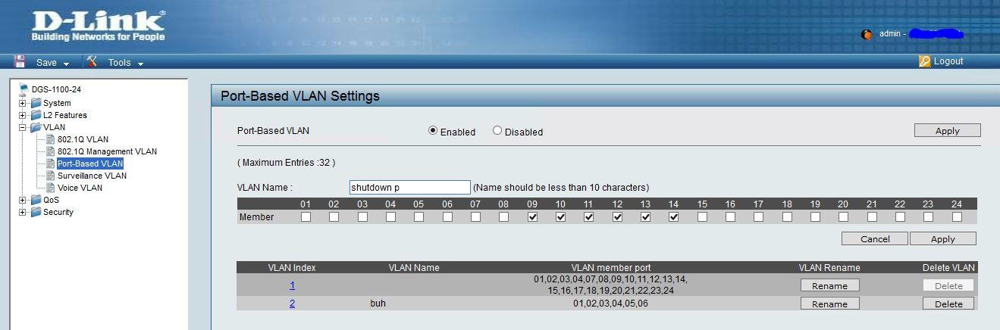 D-Link
Building Networks for People
admin -
Save Tools Logout
DGS-1100-24
System
L2 Features
VLAN
802.1Q VLAN
802.1Q Management VLAN
Port-Based VLAN
Surveillance VLAN
Voice VLAN
QoS
Security
Port-Based VLAN Settings
Port-Based VLAN Enabled Disabled Apply
( Maximum Entries :32 )
VLAN Name : shutdown p (Name should be less than 10 characters)
01 02 03 04 05 06 07 08 09 10 11 12 13 14 15 16 17 18 19 20 21 22 23 24
Member
Cancel Apply
VLAN Index VLAN Name VLAN member port VLAN Rename Delete VLAN
1 01,02,03,04,07,08,09,10,11,12,13,14, Rename Delete
15,16,17,18,19,20,21,22,23,24
2 buh 01,02,03,04,05,06 Rename Delete